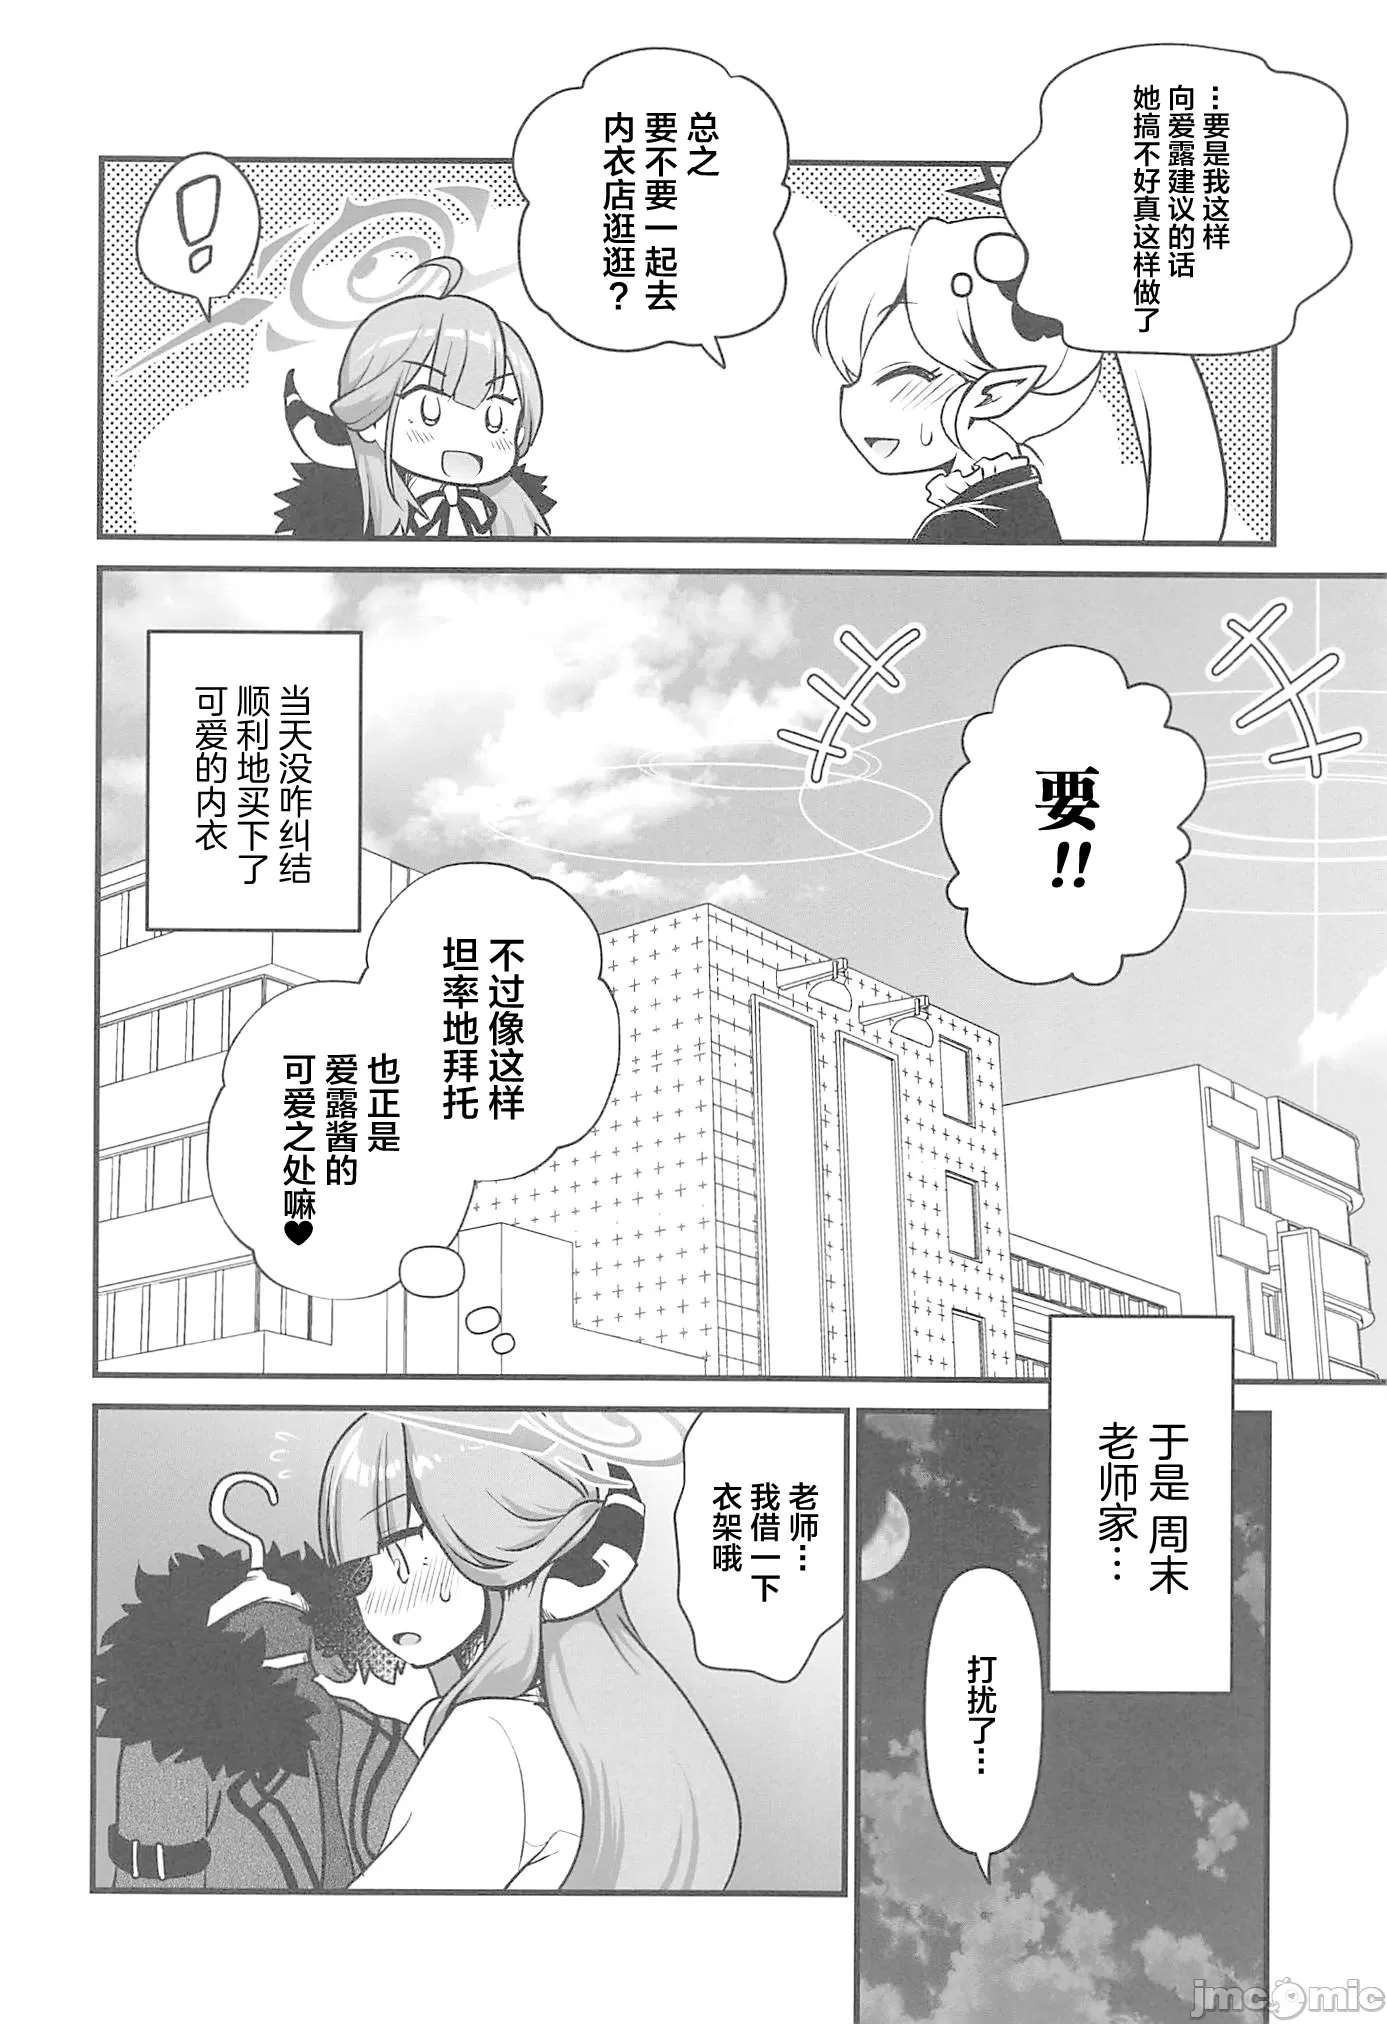 …要是我这样
向爱露建议的话
她搞不好真这样做了
总之
要不要一起去
内衣店逛逛？
！
要!!
当天没咋纠结
顺利地买下了
可爱的内衣
不过像这样
坦率地拜托
也正是
爱露酱的
可爱之处嘛♥
于是周末
老师家…
打扰了…
老师…
我借一下
衣架哦
jmcomic